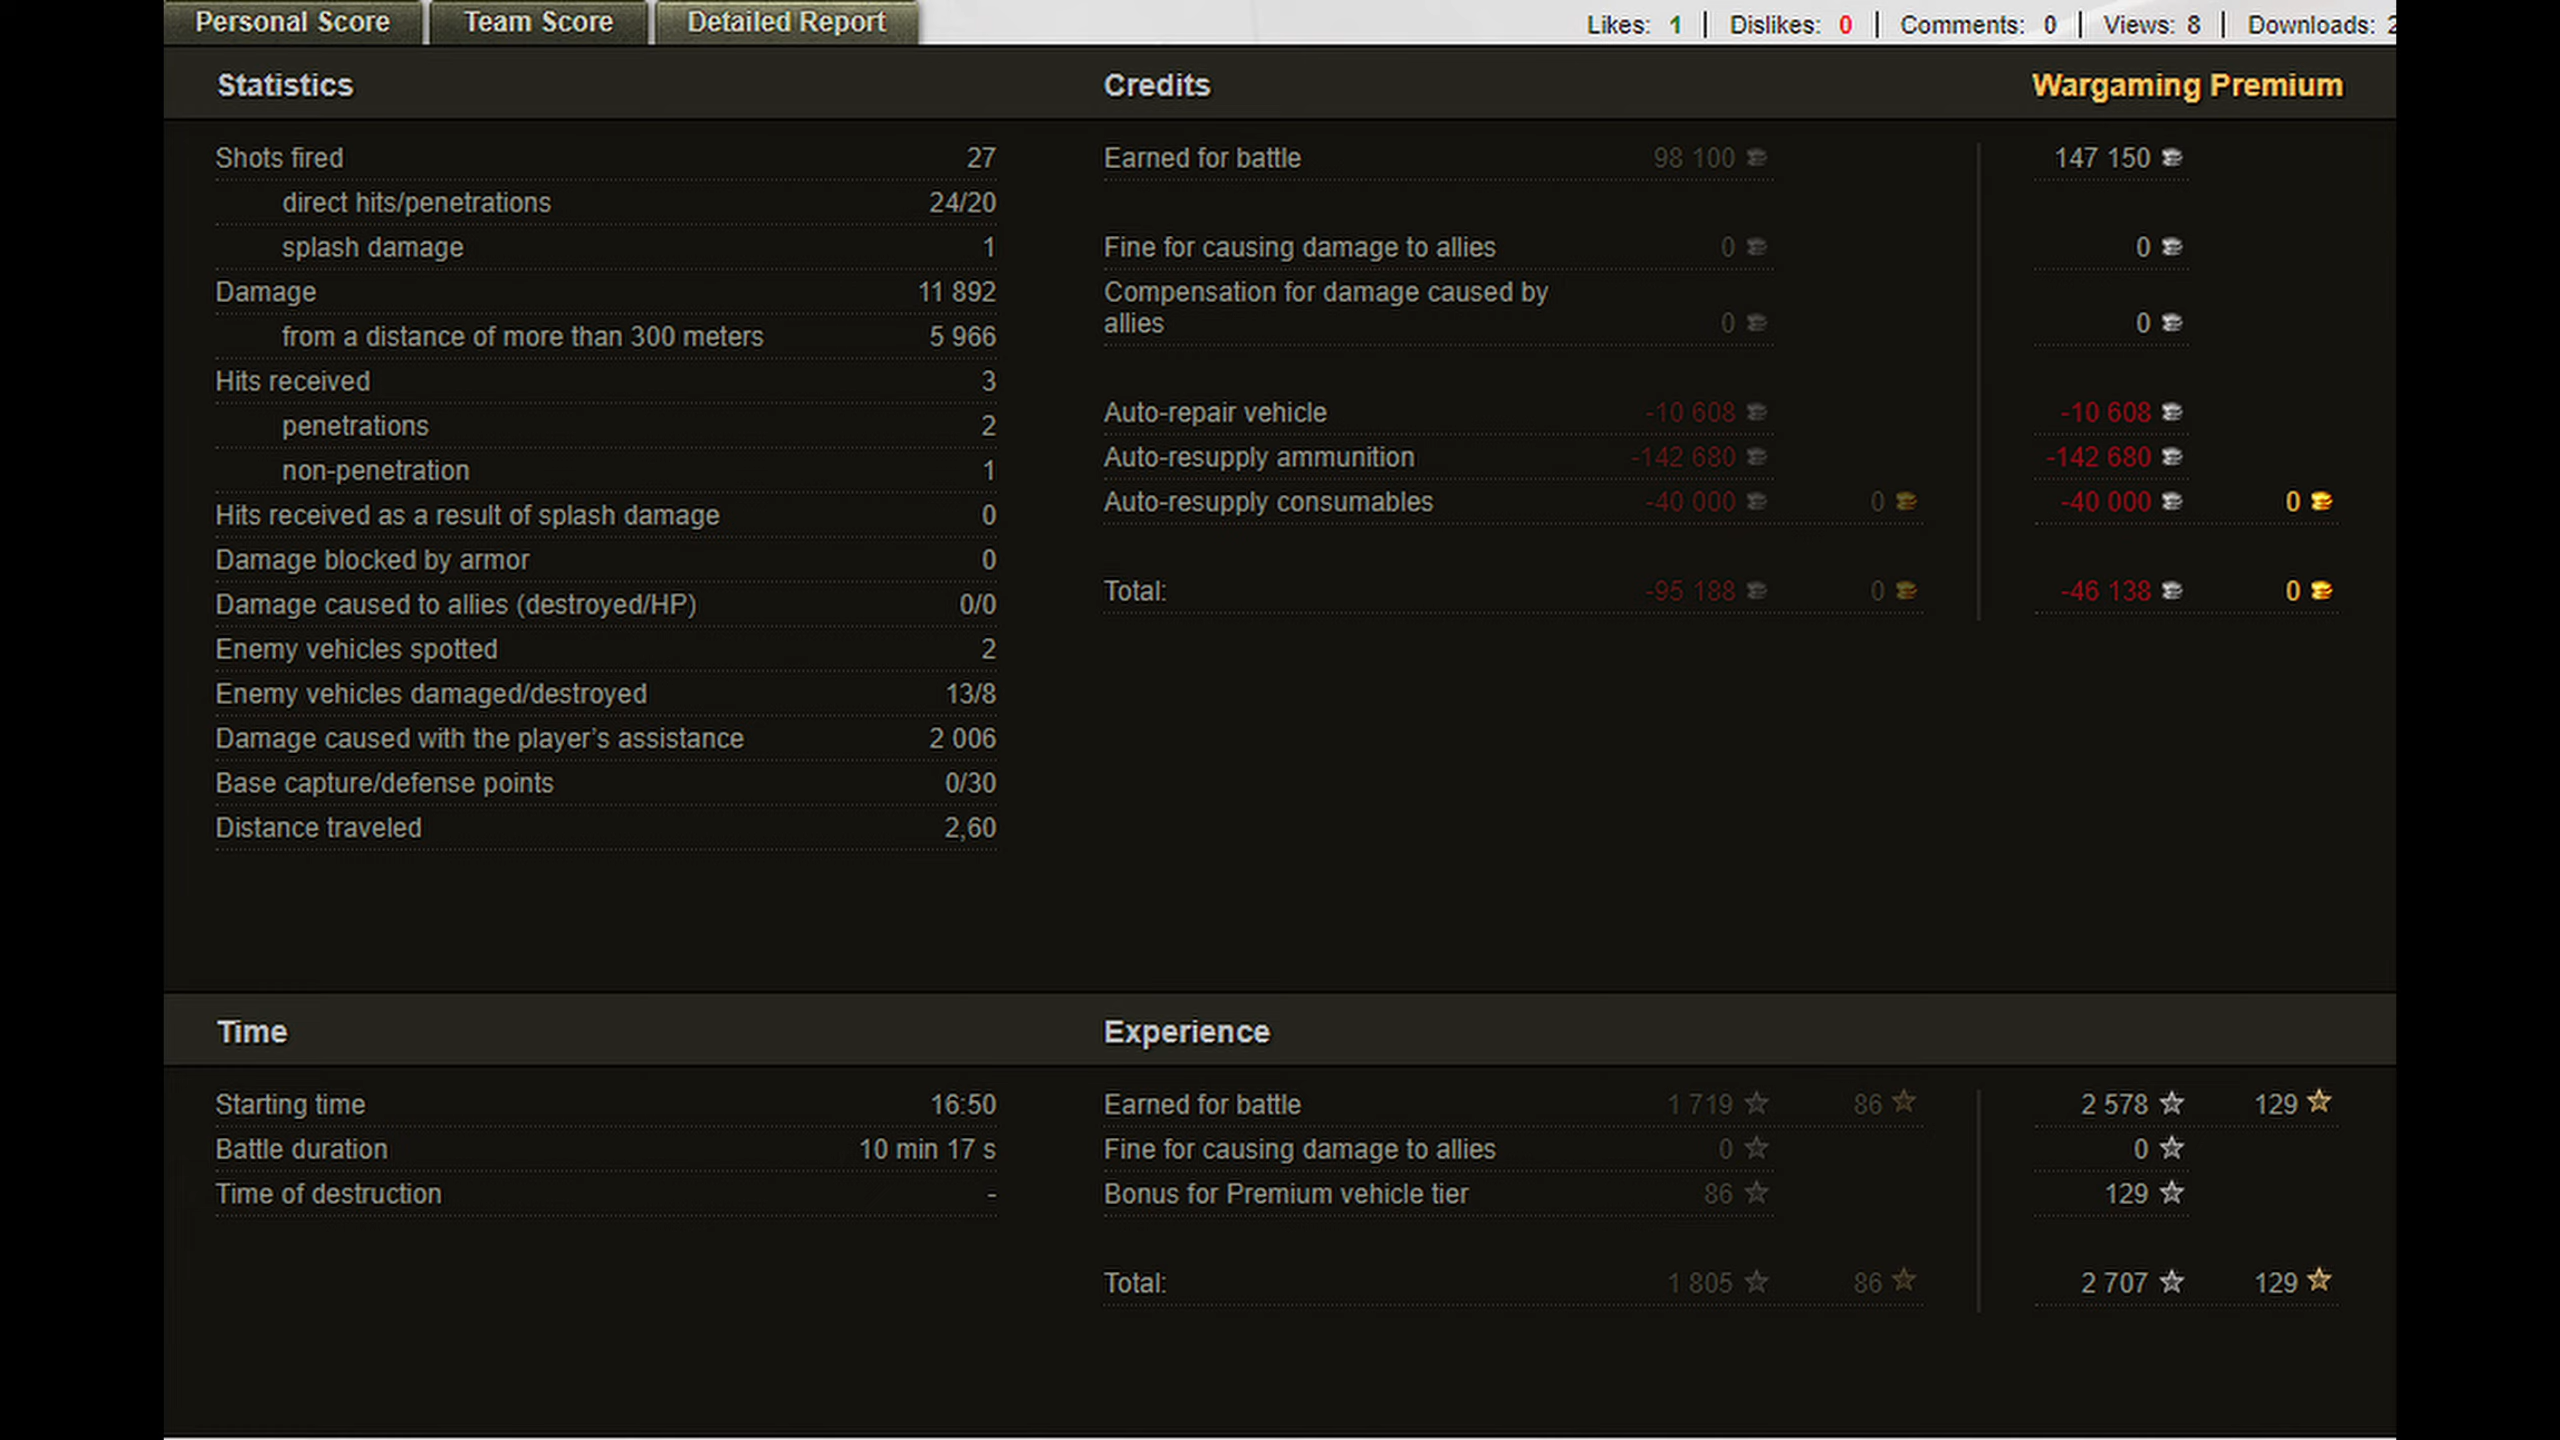 Personal Score Team Score Detailed Report Likes: 1 | Dislikes: 0 | Comments: 0 | Views: 8 | Downloads:
Statistics
Shots fired 27
direct hits/penetrations 24/20
splash damage 1
Damage 11 892
from a distance of more than 300 meters 5 966
Hits received 3
penetrations 2
non-penetration 1
Hits received as a result of splash damage 0
Damage blocked by armor 0
Damage caused to allies (destroyed/HP) 0/0
Enemy vehicles spotted 2
Enemy vehicles damaged/destroyed 13/8
Damage caused with the player’s assistance 2 006
Base capture/defense points 0/30
Distance traveled 2,60
Credits Wargaming Premium
Earned for battle 98 100 147 150
Fine for causing damage to allies 0 0
Compensation for damage caused by
allies 0 0
Auto-repair vehicle -10 608 -10 608
Auto-resupply ammunition -142 680 -142 680
Auto-resupply consumables -40 000 0 -40 000 0
Total: -95 188 0 -46 138 0
Time
Starting time 16:50
Battle duration 10 min 17 s
Time of destruction -
Experience
Earned for battle 1 719 86 2 578 129
Fine for causing damage to allies 0 0
Bonus for Premium vehicle tier 86 129
Total: 1 805 86 2 707 129